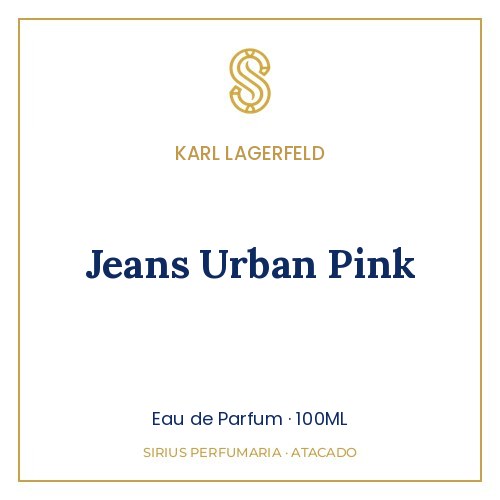 KARL LAGERFELD
Jeans Urban Pink
Eau de Parfum · 100ML
SIRIUS PERFUMARIA · ATACADO